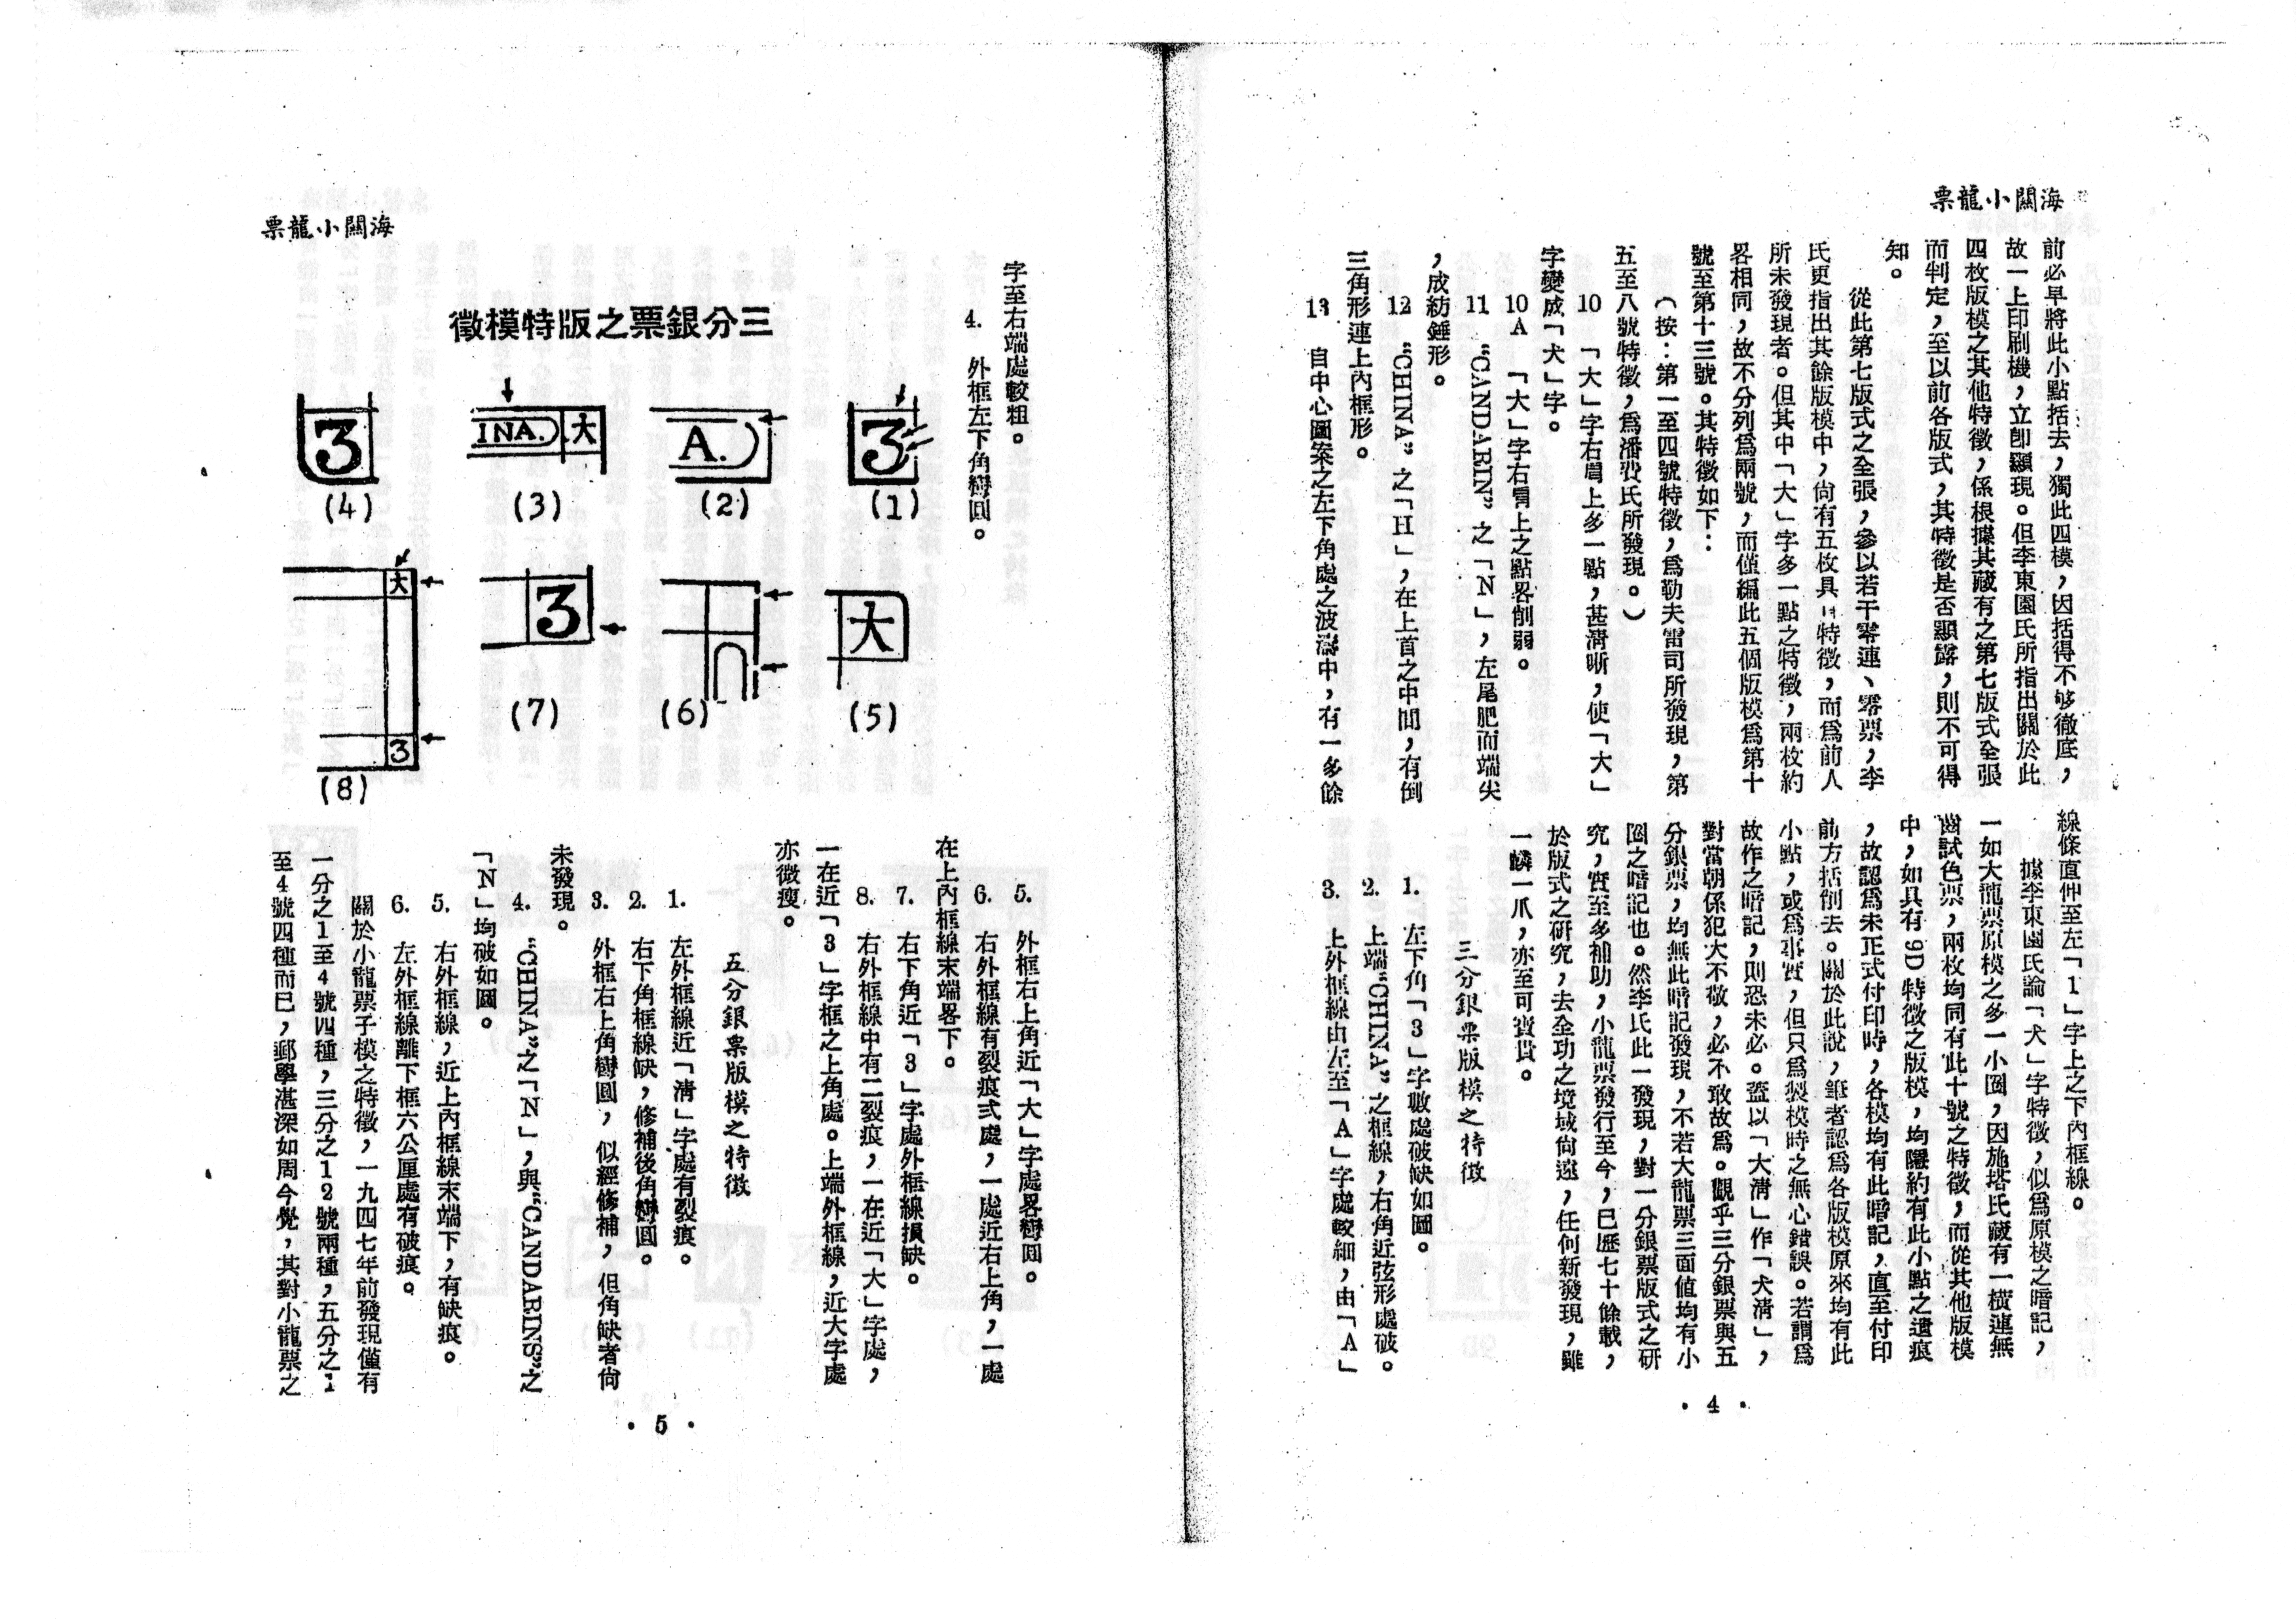 海關小龍票
前必早將此小點括去，獨此四模，因括得不够徹底，
故一上印刷機，立卽顯現。但李東園氏所指出關於此
四枚版模之其他特徵，係根據其藏有之第七版式全張
而判定，至以前各版式，其特徵是否顯露，則不可得
知。
從此第七版式之全張，參以若干零連、零票，李
氏更指出其餘版模中，尙有五枚具特徵，而爲前人
所未發現者。但其中「大」字多一點之特徵，兩枚約
畧相同，故不分列爲兩號，而僅編此五個版模爲第十
號至第十三號。其特徵如下：
（按：第一至四號特徵，爲勒夫雷司所發現，第
五至八號特徵，爲潘氏所發現。）
10 「大」字右肩上多一點，甚清晰，使「大」
字變成「犬」字。
10A 「大」字右肩上之點畧削弱。
11 “CANDARIN”之「N」，左尾肥而端尖
，成紡錘形。
12 “CHINA”之「H」，在上首之中間，有倒
三角形連上內框形。
13 自中心圖案之左下角處之波濤中，有一多餘
線條直伸至左「1」字上之下內框線。
據李東園氏論「犬」字特徵，似爲原模之暗記，
一如大龍票原模之多一小圈，因施塔氏藏有一橫連無
齒試色票，兩枚均同有此十號之特徵，而從其他版模
中，如具有9D特徵之版模，均隱約有此小點之遺痕
，故認爲未正式付印時，各模均有此暗記，直至付印
前方括削去。關於此說，筆者認爲各版模原來均有此
小點，或爲事實，但只爲製模時之無心錯誤。若謂爲
故作之暗記，則恐未必。蓋以「大清」作「犬清」，
對當朝係犯大不敬，必不敢故爲。觀乎三分銀票與五
分銀票，均無此暗記發現，不若大龍票三面值均有小
圈之暗記也。然李氏此一發現，對一分銀票版式之研
究，實至多補助，小龍票發行至今，已歷七十餘載，
於版式之研究，去全功之境域尙遠，任何新發現，雖
一鱗一爪，亦至可寶貴。
三分銀票版模之特徵
1. 左下角「3」字收處破缺如圖。
2. 上端“CHINA”之框線，右角近弦形處破。
3. 上外框線由左至「A」字處較細，由「A」
· 4 ·
海關小龍票
字至右端處較粗。
4. 外框左下角彎圓。
三分銀票之版特模徵
(1)
3
(2)
A.
(3)
INA. 大
(4)
3
(5)
大
(6)
(7)
3
(8)
大
3
5. 外框右上角近「大」字處畧彎圓。
6. 右外框線有裂痕式處，一處近右上角，一處
在上內框線末端畧下。
7. 右下角近「3」字處外框線損缺。
8. 右外框線中有二裂痕，一在近「大」字處，
一在近「3」字框之上角處。上端外框線，近大字處
亦微瘦。
五分銀票版模之特徵
1. 左外框線近「清」字處有裂痕。
2. 右下角框線缺，修補後角彎圓。
3. 外框右上角彎圓，似經修補，但角缺者尙
未發現。
4. “CHINA”之「N」，與“CANDARINS”之
「N」均破如圖。
5. 右外框線，近上內框線末端下，有缺痕。
6. 左外框線離下框六公厘處有破痕。
關於小龍票子模之特徵，一九四七年前發現僅有
一分之1至4號四種，三分之12號兩種，五分之1
至4號四種而已，郵學湛深如周今覺，其對小龍票之
· 5 ·